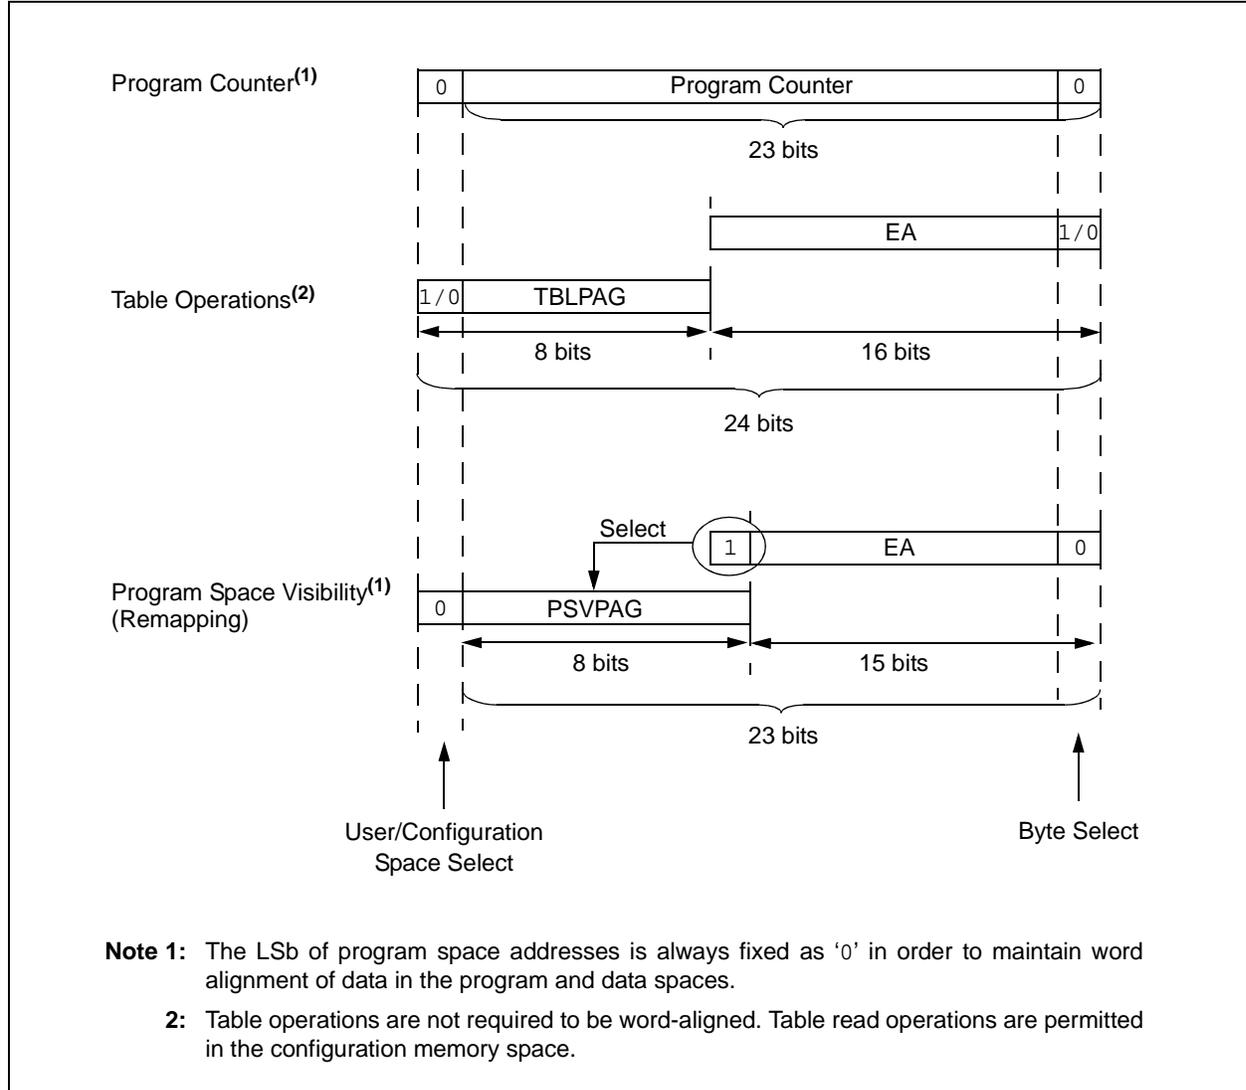 Program Counter(1)
0 Program Counter 0
23 bits
EA 1/0
Table Operations(2)
1/0 TBLPAG
8 bits 16 bits
24 bits
Select
1 EA 0
Program Space Visibility(1)
(Remapping)
0 PSVPAG
8 bits 15 bits
23 bits
User/Configuration
Space Select
Byte Select
Note 1: The LSb of program space addresses is always fixed as ‘0’ in order to maintain word
alignment of data in the program and data spaces.
2: Table operations are not required to be word-aligned. Table read operations are permitted
in the configuration memory space.